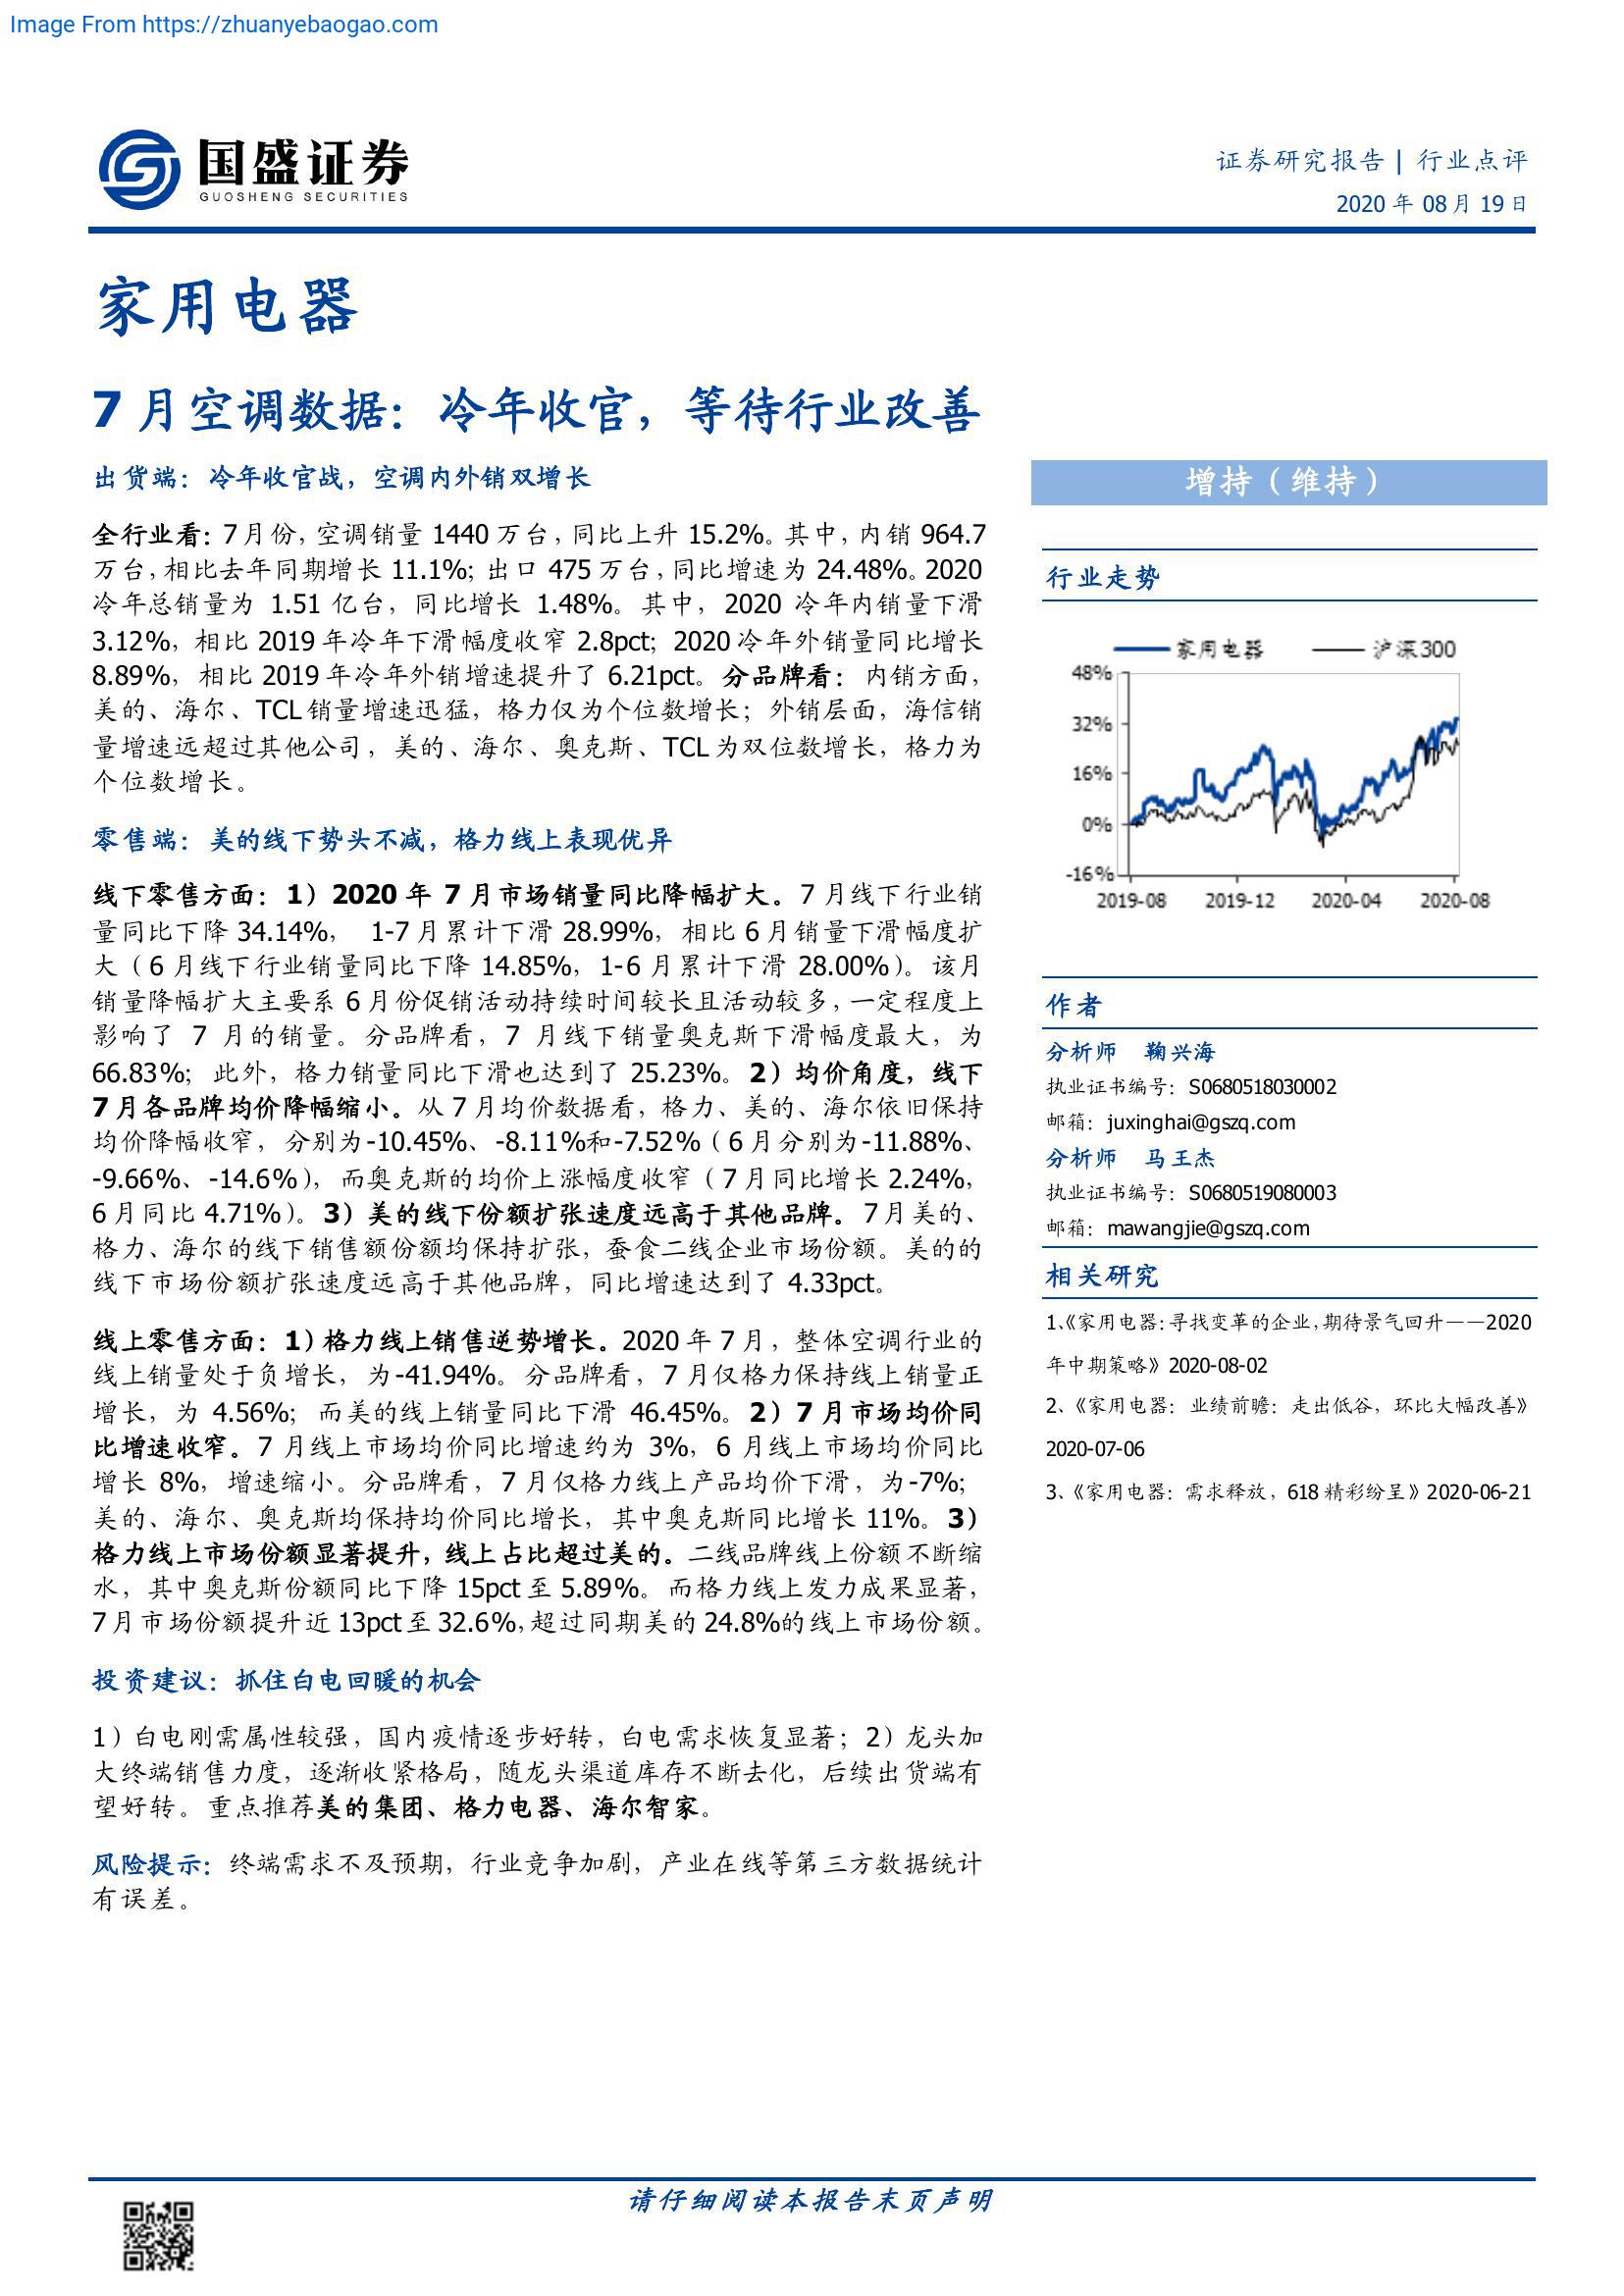 Image From https://zhuanyebaogao.com
国盛证券
GUOSHENG SECURITIES
证券研究报告 | 行业点评
2020 年 08 月 19 日
家用电器
7 月空调数据：冷年收官，等待行业改善
出货端：冷年收官战，空调内外销双增长
全行业看：7 月份，空调销量 1440 万台，同比上升 15.2%。其中，内销 964.7
万台，相比去年同期增长 11.1%；出口 475 万台，同比增速为 24.48%。2020
冷年总销量为 1.51 亿台，同比增长 1.48%。其中，2020 冷年内销量下滑
3.12%，相比 2019 年冷年下滑幅度收窄 2.8pct；2020 冷年外销量同比增长
8.89%，相比 2019 年冷年外销增速提升了 6.21pct。分品牌看：内销方面，
美的、海尔、TCL 销量增速迅猛，格力仅为个位数增长；外销层面，海信销
量增速远超过其他公司，美的、海尔、奥克斯、TCL 为双位数增长，格力为
个位数增长。
零售端：美的线下势头不减，格力线上表现优异
线下零售方面：1）2020 年 7 月市场销量同比降幅扩大。7 月线下行业销
量同比下降 34.14%， 1-7 月累计下滑 28.99%，相比 6 月销量下滑幅度扩
大（6 月线下行业销量同比下降 14.85%，1-6 月累计下滑 28.00%）。该月
销量降幅扩大主要系 6 月份促销活动持续时间较长且活动较多，一定程度上
影响了 7 月的销量。分品牌看，7 月线下销量奥克斯下滑幅度最大，为
66.83%；此外，格力销量同比下滑也达到了 25.23%。2）均价角度，线下
7 月各品牌均价降幅缩小。从 7 月均价数据看，格力、美的、海尔依旧保持
均价降幅收窄，分别为-10.45%、-8.11%和-7.52%（6 月分别为-11.88%、
-9.66%、-14.6%），而奥克斯的均价上涨幅度收窄（7 月同比增长 2.24%，
6 月同比 4.71%）。3）美的线下份额扩张速度远高于其他品牌。7 月美的、
格力、海尔的线下销售额份额均保持扩张，蚕食二线企业市场份额。美的的
线下市场份额扩张速度远高于其他品牌，同比增速达到了 4.33pct。
线上零售方面：1）格力线上销售逆势增长。2020 年 7 月，整体空调行业的
线上销量处于负增长，为-41.94%。分品牌看，7 月仅格力保持线上销量正
增长，为 4.56%；而美的线上销量同比下滑 46.45%。2）7 月市场均价同
比增速收窄。7 月线上市场均价同比增速约为 3%，6 月线上市场均价同比
增长 8%，增速缩小。分品牌看，7 月仅格力线上产品均价下滑，为-7%；
美的、海尔、奥克斯均保持均价同比增长，其中奥克斯同比增长 11%。3）
格力线上市场份额显著提升，线上占比超过美的。二线品牌线上份额不断缩
水，其中奥克斯份额同比下降 15pct 至 5.89%。而格力线上发力成果显著，
7 月市场份额提升近 13pct 至 32.6%，超过同期美的 24.8%的线上市场份额。
投资建议：抓住白电回暖的机会
1）白电刚需属性较强，国内疫情逐步好转，白电需求恢复显著；2）龙头加
大终端销售力度，逐渐收紧格局，随龙头渠道库存不断去化，后续出货端有
望好转。重点推荐美的集团、格力电器、海尔智家。
风险提示：终端需求不及预期，行业竞争加剧，产业在线等第三方数据统计
有误差。
增持（维持）
行业走势
家用电器 沪深300
48%
32%
16%
0%
-16%
2019-08 2019-12 2020-04 2020-08
作者
分析师 鞠兴海
执业证书编号：S0680518030002
邮箱：juxinghai@gszq.com
分析师 马王杰
执业证书编号：S0680519080003
邮箱：mawangjie@gszq.com
相关研究
1、《家用电器：寻找变革的企业，期待景气回升——2020
年中期策略》2020-08-02
2、《家用电器：业绩前瞻：走出低谷，环比大幅改善》
2020-07-06
3、《家用电器：需求释放，618 精彩纷呈》2020-06-21
请仔细阅读本报告末页声明